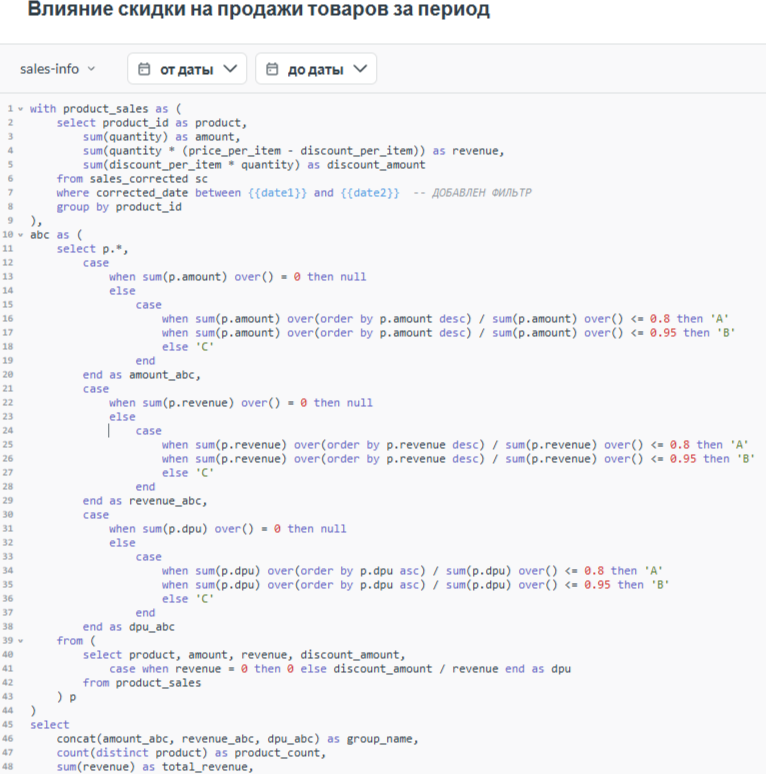 Влияние скидки на продажи товаров за период
sales-info
от даты
до даты
1 with product_sales as (
2 select product_id as product,
3 sum(quantity) as amount,
4 sum(quantity * (price_per_item - discount_per_item)) as revenue,
5 sum(discount_per_item * quantity) as discount_amount
6 from sales_corrected sc
7 where corrected_date between {{date1}} and {{date2}} -- ДОБАВЛЕН ФИЛЬТР
8 group by product_id
9 ),
10 abc as (
11 select p.*,
12 case
13 when sum(p.amount) over() = 0 then null
14 else
15 case
16 when sum(p.amount) over(order by p.amount desc) / sum(p.amount) over() <= 0.8 then 'A'
17 when sum(p.amount) over(order by p.amount desc) / sum(p.amount) over() <= 0.95 then 'B'
18 else 'C'
19 end
20 end as amount_abc,
21 case
22 when sum(p.revenue) over() = 0 then null
23 else
24 case
25 when sum(p.revenue) over(order by p.revenue desc) / sum(p.revenue) over() <= 0.8 then 'A'
26 when sum(p.revenue) over(order by p.revenue desc) / sum(p.revenue) over() <= 0.95 then 'B'
27 else 'C'
28 end
29 end as revenue_abc,
30 case
31 when sum(p.dpu) over() = 0 then null
32 else
33 case
34 when sum(p.dpu) over(order by p.dpu asc) / sum(p.dpu) over() <= 0.8 then 'A'
35 when sum(p.dpu) over(order by p.dpu asc) / sum(p.dpu) over() <= 0.95 then 'B'
36 else 'C'
37 end
38 end as dpu_abc
39 from (
40 select product, amount, revenue, discount_amount,
41 case when revenue = 0 then 0 else discount_amount / revenue end as dpu
42 from product_sales
43 ) p
44 )
45 select
46 concat(amount_abc, revenue_abc, dpu_abc) as group_name,
47 count(distinct product) as product_count,
48 sum(revenue) as total_revenue,